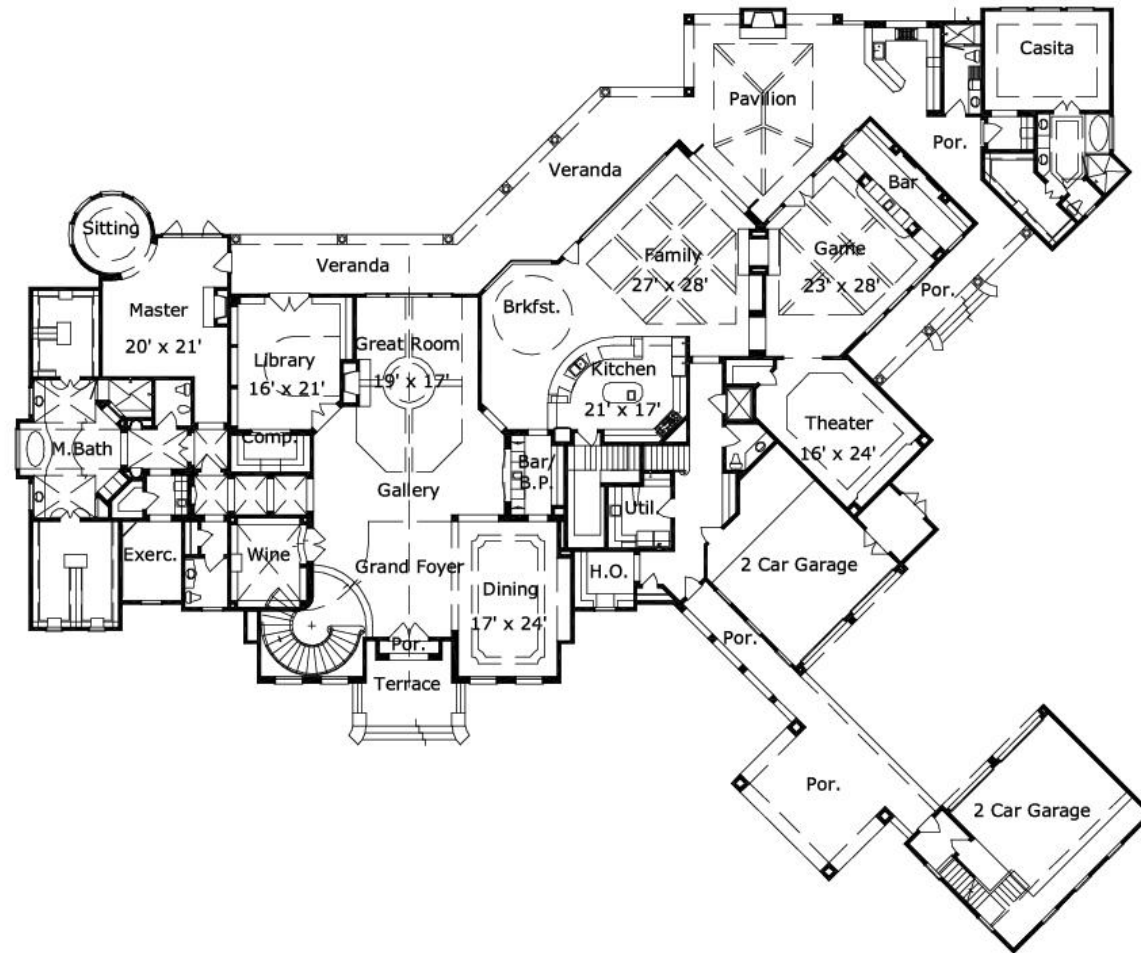 Casita
Pavilion
Por.
Veranda
Bar
Sitting
Family
27' x 28'
Game
23' x 28'
Veranda
Por.
Master
20' x 21'
Brkfst.
Great Room
19' x 17'
Library
16' x 21'
Kitchen
21' x 17'
Theater
16' x 24'
Comp.
M.Bath
Bar/
B.P.
Gallery
Util.
Exerc.
Wine
Grand Foyer
2 Car Garage
H.O.
Dining
17' x 24'
Por.
Por.
Terrace
Por.
2 Car Garage